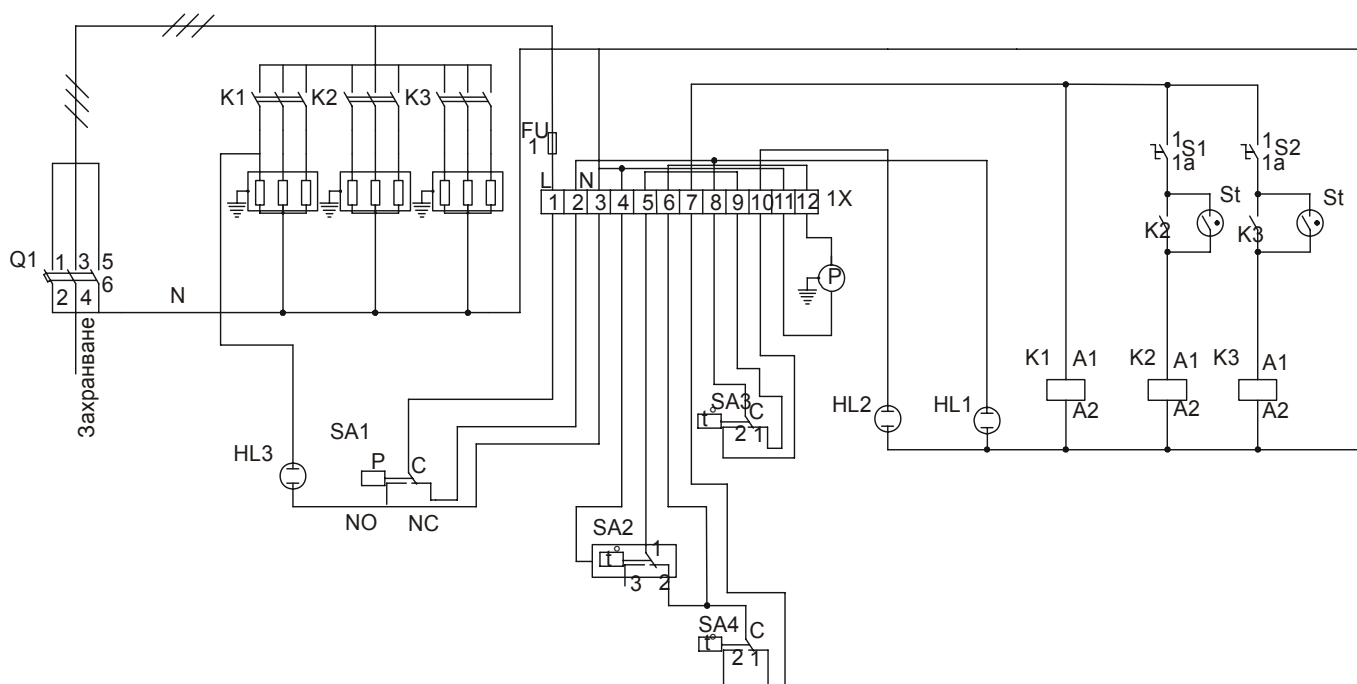 K1 K2 K3
FU
1
L N
1 2 3 4 5 6 7 8 9 10 11 12 1X
1 S1
1a
1 S2
1a
St
St
K2
K3
Q1
1 3 5
2 4 6
N
P
Захранване
K1 A1
A2
K2 A1
A2
K3 A1
A2
HL2
HL1
SA3 C
t°
2 1
SA1
HL3
P C
NO NC
SA2
t°
1
3 2
SA4 C
t°
2 1